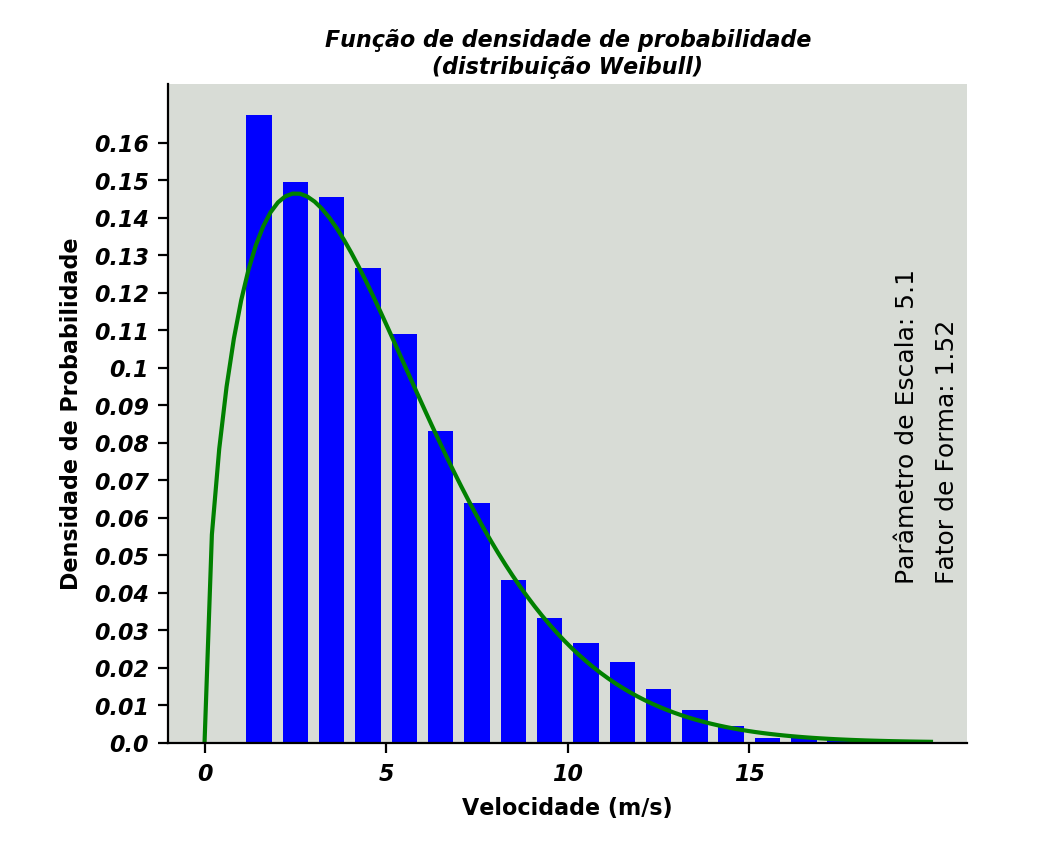 Função de densidade de probabilidade
(distribuição Weibull)
Densidade de Probabilidade
0.16
0.15
0.14
0.13
0.12
0.11
0.1
0.09
0.08
0.07
0.06
0.05
0.04
0.03
0.02
0.01
0.0
Parâmetro de Escala: 5.1
Fator de Forma: 1.52
0 5 10 15
Velocidade (m/s)